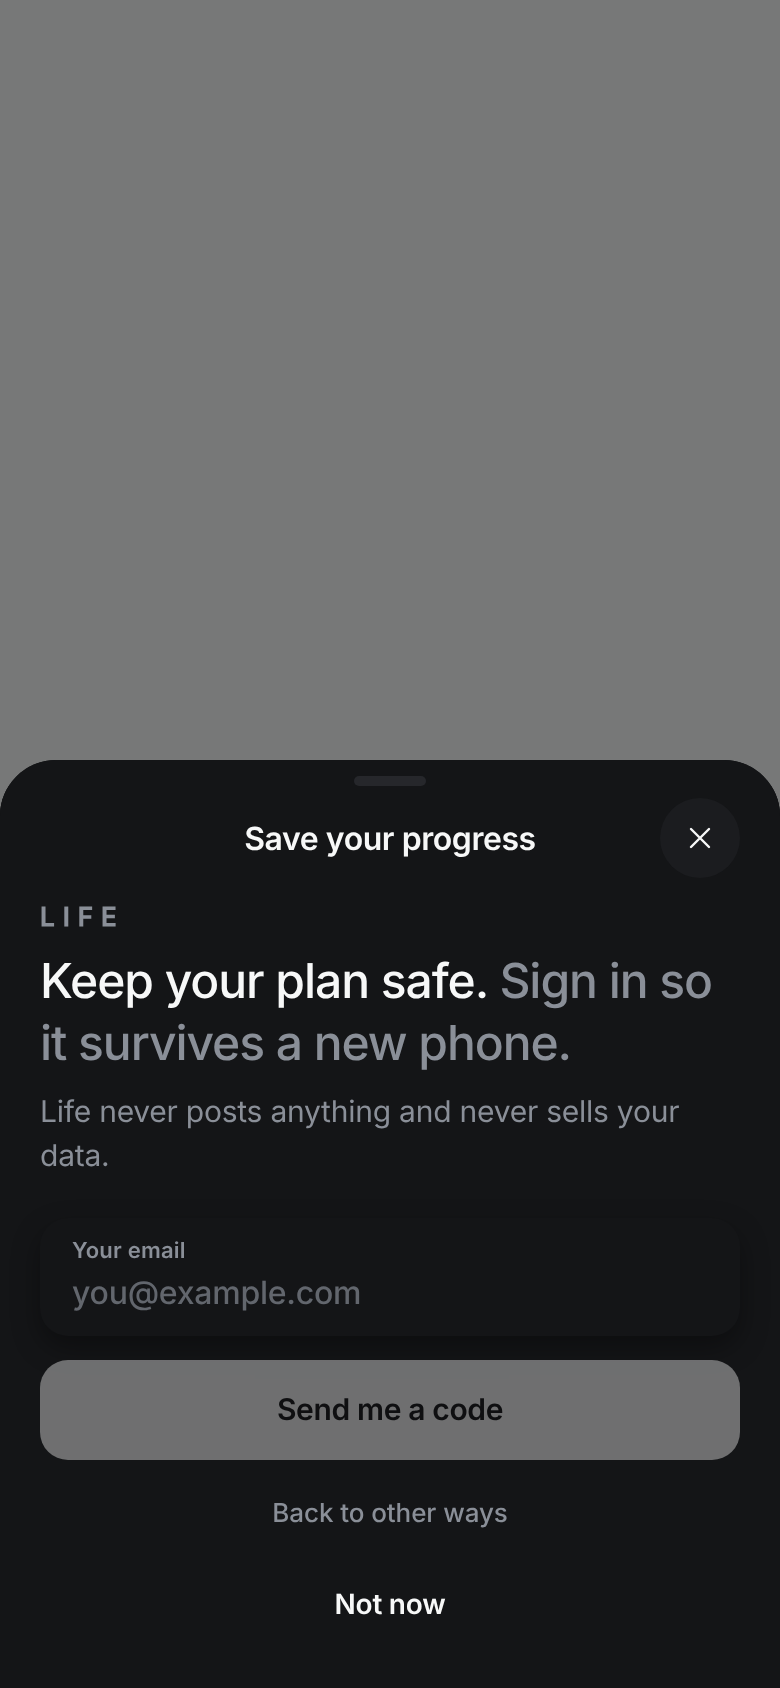 Save your progress
LIFE
Keep your plan safe. Sign in so
it survives a new phone.
Life never posts anything and never sells your
data.
Your email
you@example.com
Send me a code
Back to other ways
Not now